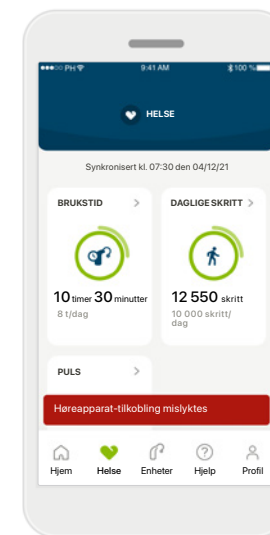 PH 9:41 AM 100 %
HELSE
Synkronisert kl. 07:30 den 04/12/21
BRUKSTID >
DAGLIGE SKRITT >
10 timer 30 minutter
8 t/dag
12 550 skritt
10 000 skritt/
dag
PULS >
Høreapparat-tilkobling mislyktes
Hjem Helse Enheter Hjelp Profil